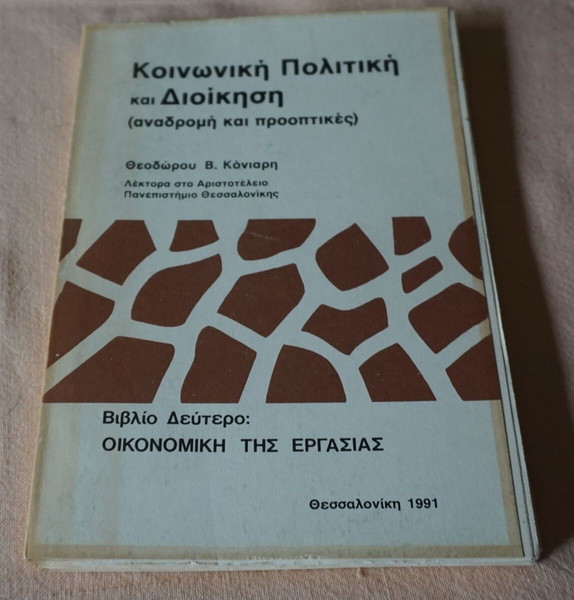 Κοινωνική Πολιτική
και Διοίκηση
(αναδρομή και προοπτικές)
Θεοδώρου Β. Κόνιαρη
Λέκτορα στο Αριστοτέλειο
Πανεπιστήμιο Θεσσαλονίκης
Βιβλίο Δεύτερο:
ΟΙΚΟΝΟΜΙΚΗ ΤΗΣ ΕΡΓΑΣΙΑΣ
Θεσσαλονίκη 1991